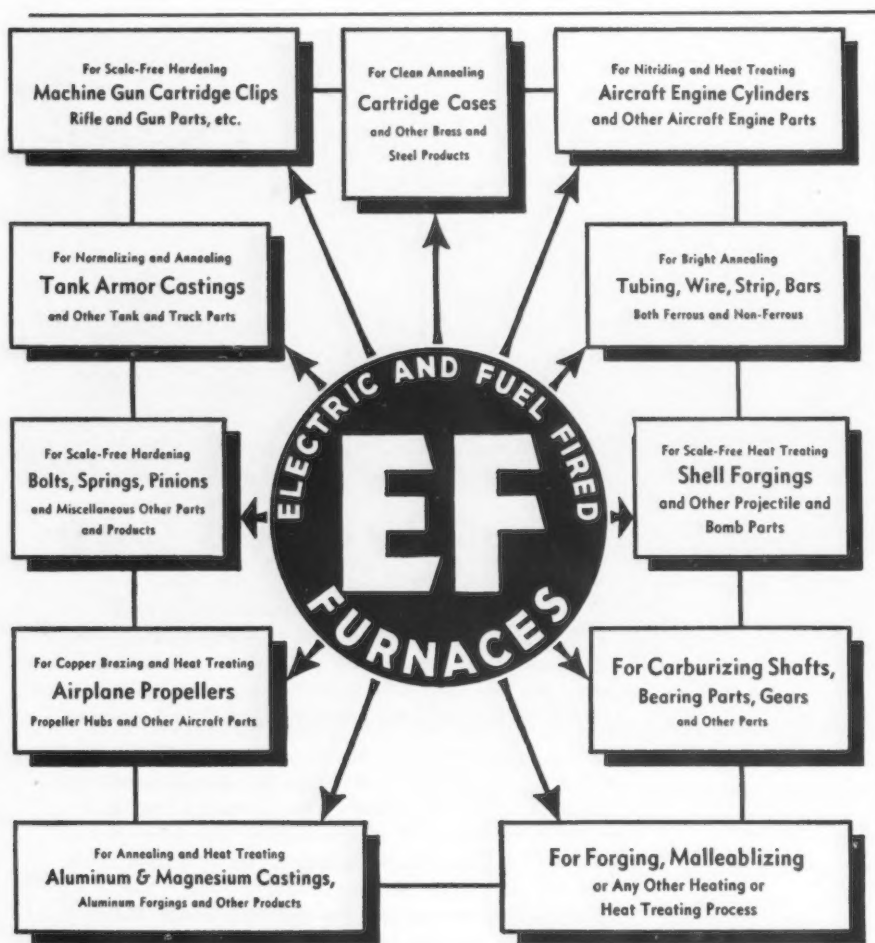 For Scale-Free Hardening
Machine Gun Cartridge Clips
Rifle and Gun Parts, etc.
For Clean Annealing
Cartridge Cases
and Other Brass and
Steel Products
For Nitriding and Heat Treating
Aircraft Engine Cylinders
and Other Aircraft Engine Parts
For Normalizing and Annealing
Tank Armor Castings
and Other Tank and Truck Parts
For Bright Annealing
Tubing, Wire, Strip, Bars
Both Ferrous and Non-Ferrous
ELECTRIC AND FUEL FIRED
EF
FURNACES
For Scale-Free Hardening
Bolts, Springs, Pinions
and Miscellaneous Other Parts
and Products
For Scale-Free Heat Treating
Shell Forgings
and Other Projectile and
Bomb Parts
For Copper Brazing and Heat Treating
Airplane Propellers
Propeller Hubs and Other Aircraft Parts
For Carburizing Shafts,
Bearing Parts, Gears
and Other Parts
For Annealing and Heat Treating
Aluminum & Magnesium Castings,
Aluminum Forgings and Other Products
For Forging, Malleablizing
or Any Other Heating or
Heat Treating Process